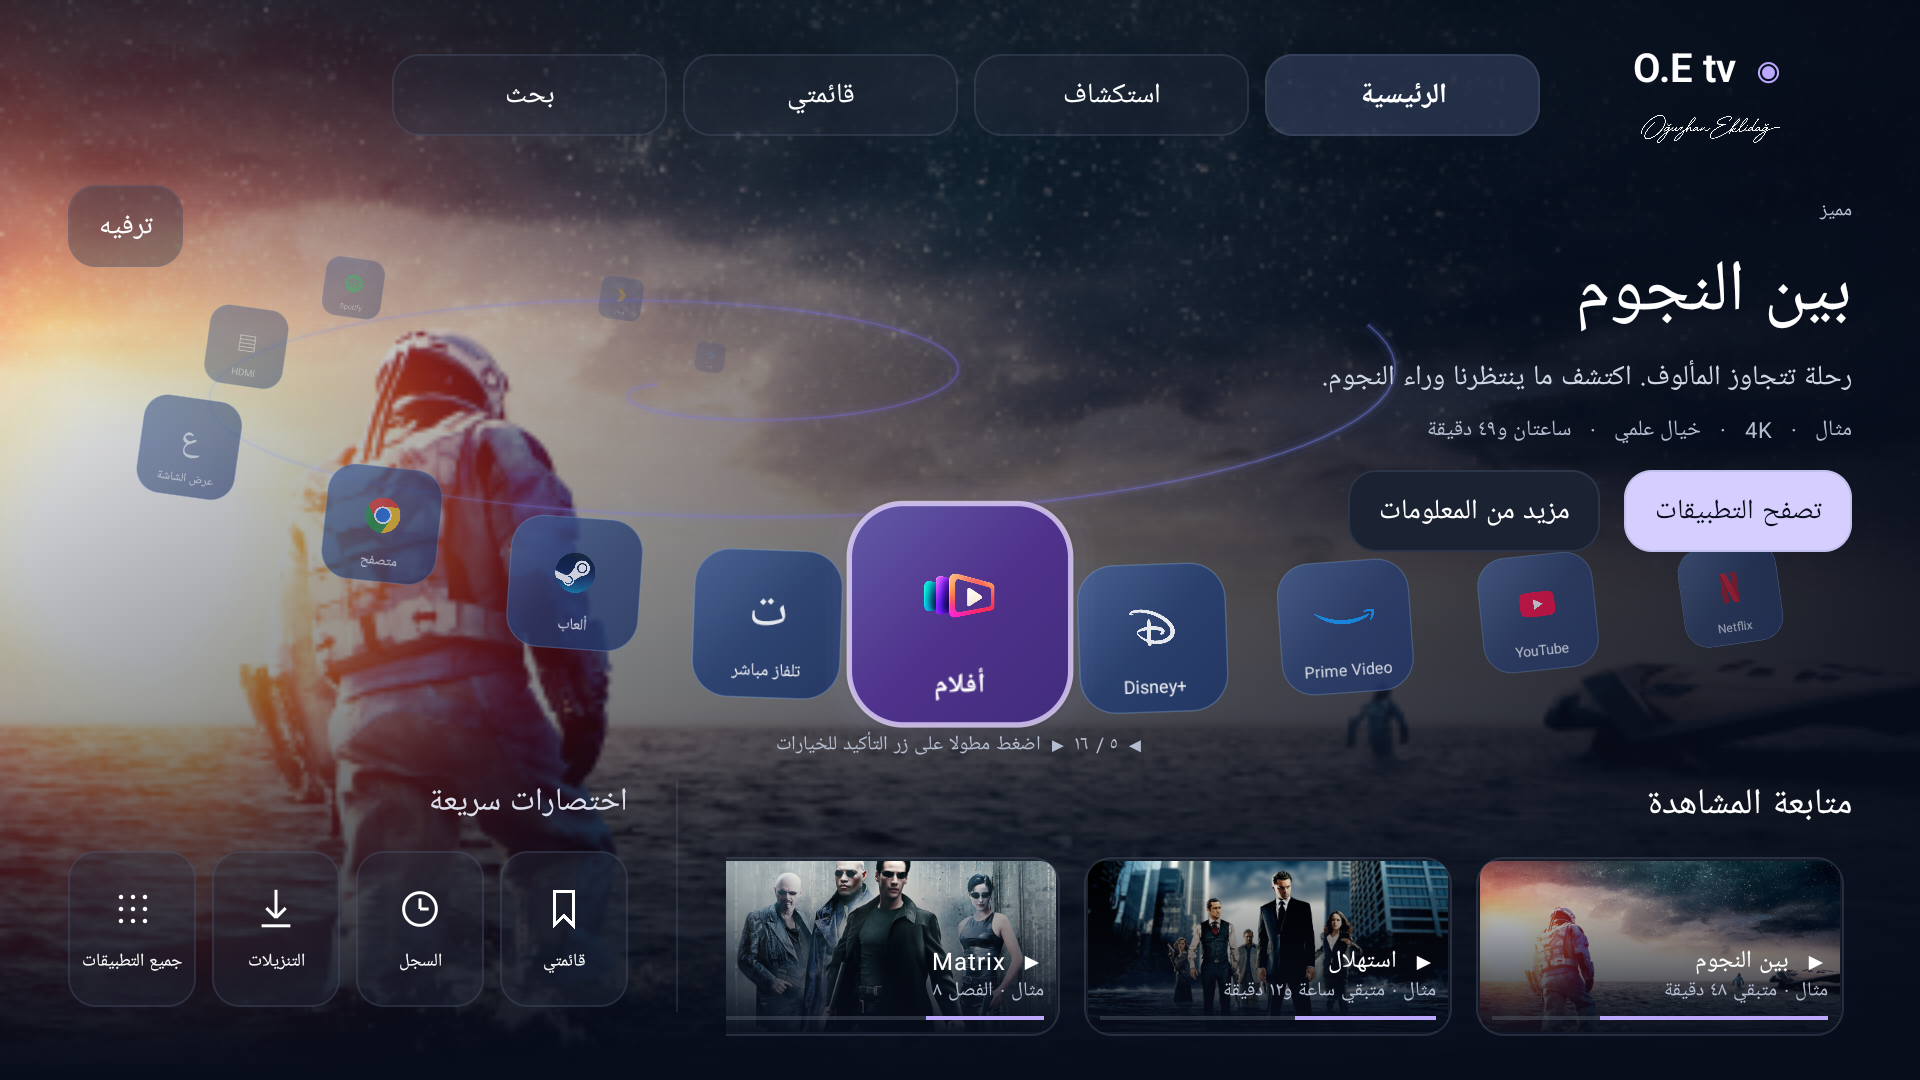 O.E tv
Oğuzhan Eklidağ
الرئيسية
استكشاف
قائمتي
بحث
ترفيه
مميز
بين النجوم
رحلة تتجاوز المألوف. اكتشف ما ينتظرنا وراء النجوم.
مثال · 4K · خيال علمي · ساعتان و٤٩ دقيقة
تصفح التطبيقات
مزيد من المعلومات
Netflix
YouTube
Prime Video
Disney+
أفلام
ت
تلفاز مباشر
ألعاب
متصفح
ع
عرض الشاشة
HDMI
Spotify
◀ ٥ / ١٦ ▶ اضغط مطولا على زر التأكيد للخيارات
متابعة المشاهدة
بين النجوم
مثال · متبقي ٤٨ دقيقة
استهلال
مثال · متبقي ساعة و١٢ دقيقة
Matrix
مثال · الفصل ٨
اختصارات سريعة
قائمتي
السجل
التنزيلات
جميع التطبيقات